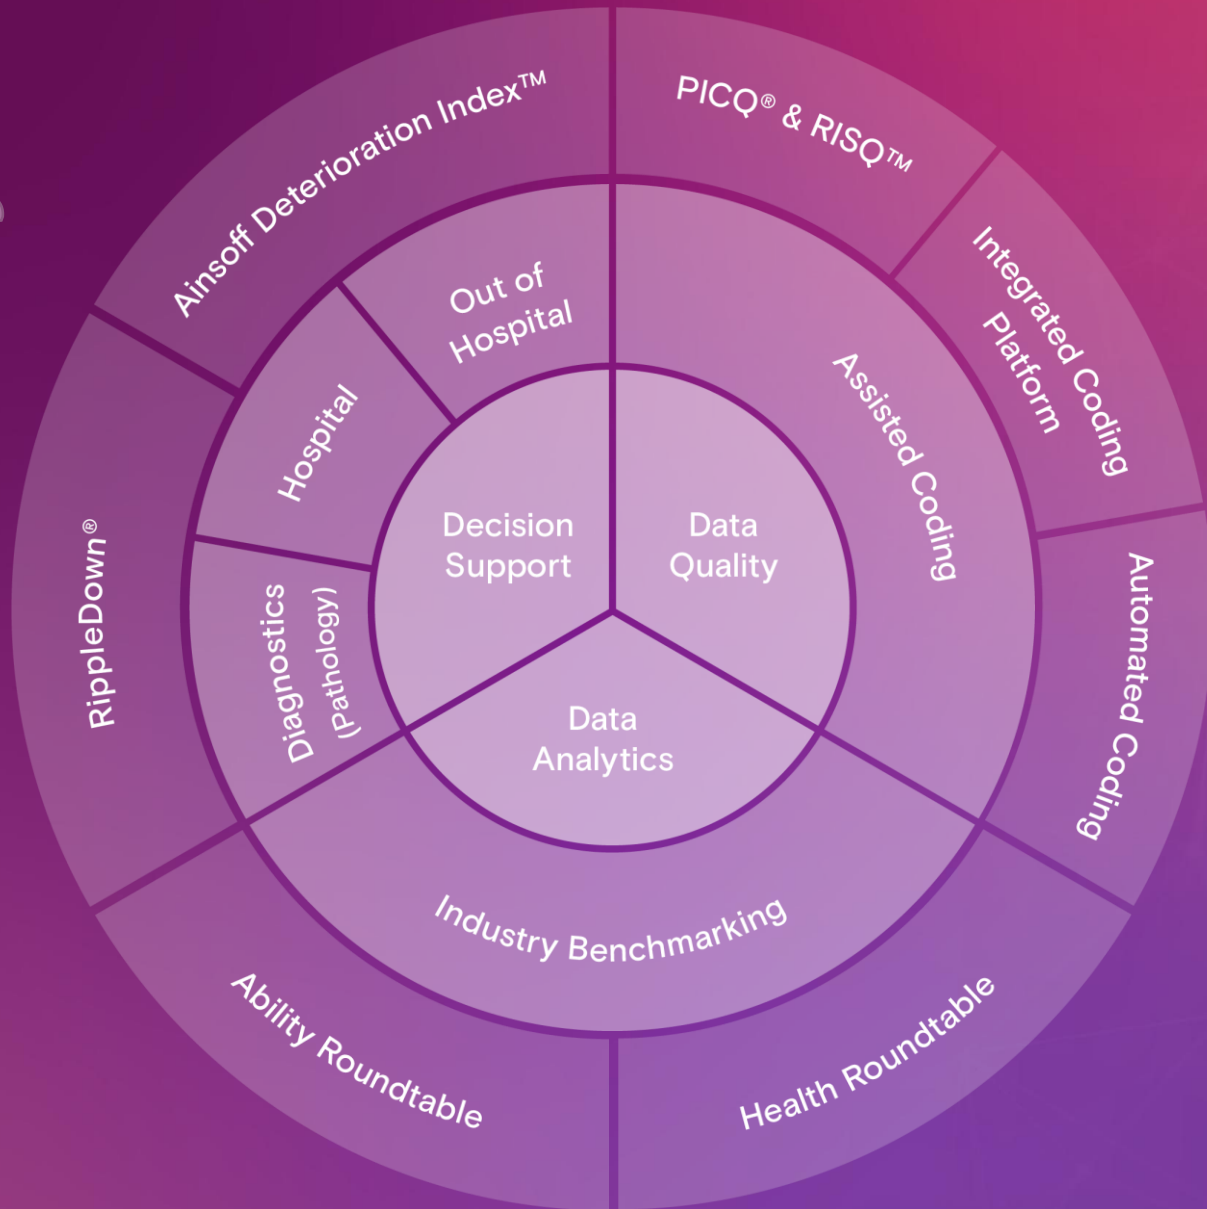 Ainsoff Deterioration Index™
PICQ® & RISQ™
Integrated Coding
Platform
Automated Coding
Health Roundtable
Ability Roundtable
RippleDown®
Out of
Hospital
Hospital
Diagnostics
(Pathology)
Assisted Coding
Industry Benchmarking
Decision
Support
Data
Quality
Data
Analytics